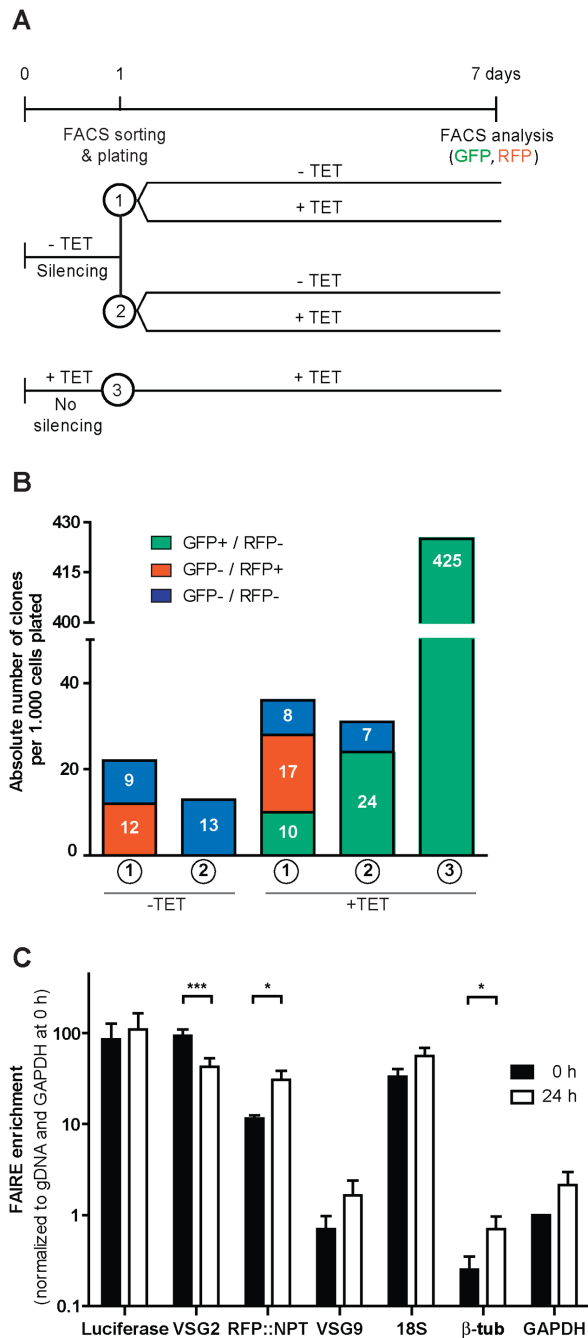 A
0 1 7 days
FACS sorting
& plating
FACS analysis
(GFP, RFP)
- TET
1
+ TET
- TET
Silencing
- TET
2
+ TET
+ TET
3
+ TET
No
silencing
B
Absolute number of clones
per 1.000 cells plated
430
415
400
40
20
0
GFP+ / RFP-
GFP- / RFP+
GFP- / RFP-
425
9
12
13
8
17
10
7
24
1 2 1 2 3
-TET +TET
C
FAIRE enrichment
(normalized to gDNA and GAPDH at 0 h)
100
10
1
0.1
*** * *
0 h
24 h
Luciferase VSG2 RFP::NPT VSG9 18S β-tub GAPDH